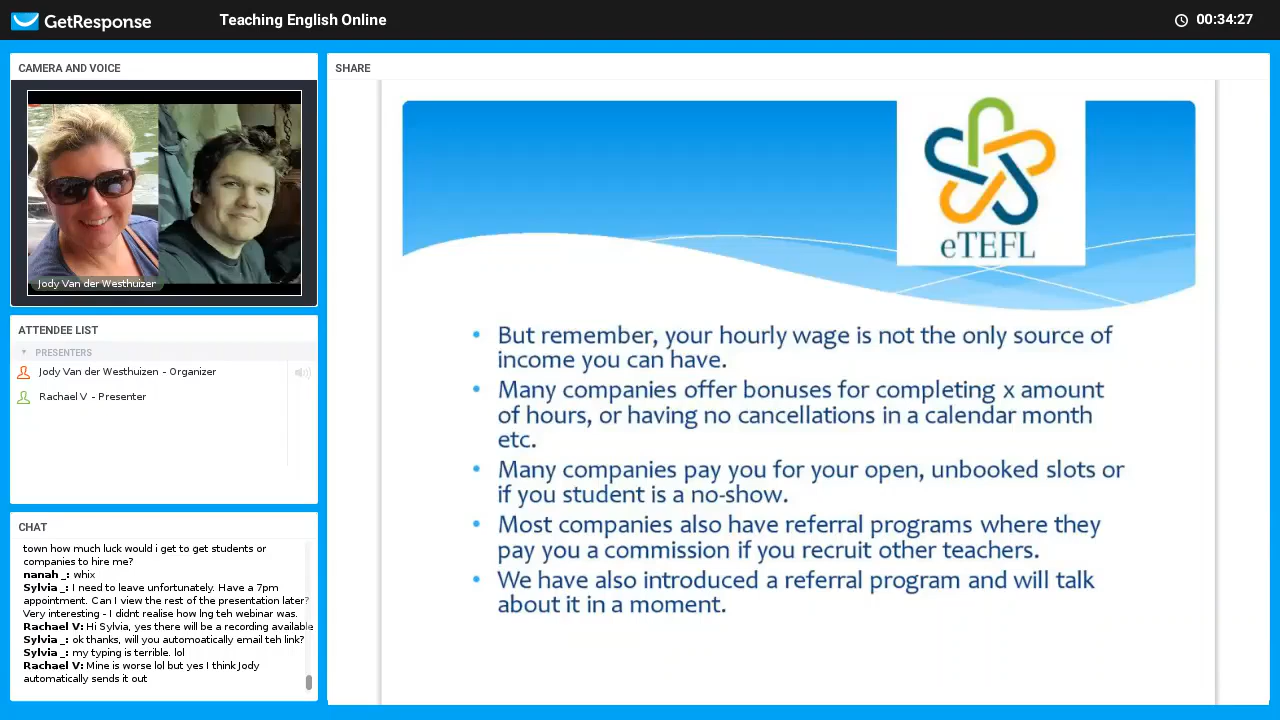 GetResponse
Teaching English Online
00:34:27
CAMERA AND VOICE
Jody Van der Westhuizer
ATTENDEE LIST
PRESENTERS
Jody Van der Westhuizen - Organizer
Rachael V - Presenter
CHAT
town how much luck would i get to get students or
companies to hire me?
nanah _: whix
Sylvia _: I need to leave unfortunately. Have a 7pm
appointment. Can I view the rest of the presentation later?
Very interesting - I didnt realise how lng teh webinar was.
Rachael V: Hi Sylvia, yes there will be a recording available
Sylvia _: ok thanks, will you automoatically email teh link?
Sylvia _: my typing is terrible. lol
Rachael V: Mine is worse lol but yes I think Jody
automatically sends it out
SHARE
eTEFL
• But remember, your hourly wage is not the only source of
income you can have.
• Many companies offer bonuses for completing x amount
of hours, or having no cancellations in a calendar month
etc.
• Many companies pay you for your open, unbooked slots or
if you student is a no-show.
• Most companies also have referral programs where they
pay you a commission if you recruit other teachers.
• We have also introduced a referral program and will talk
about it in a moment.